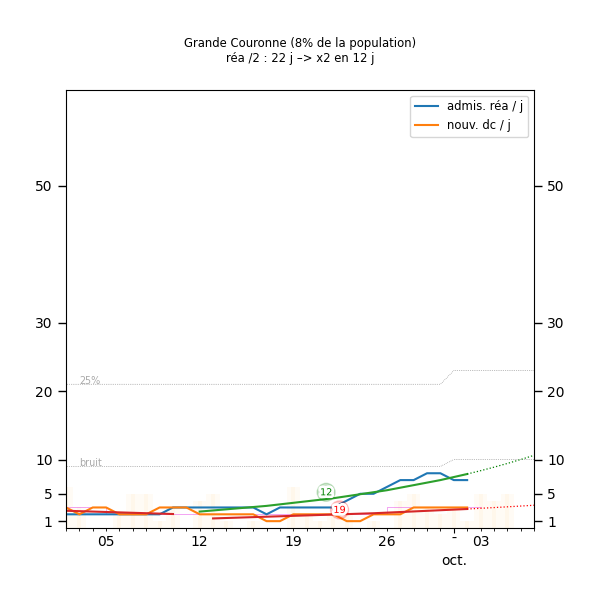 Grande Couronne (8% de la population)
réa /2 : 22 j –> x2 en 12 j
admis. réa / j
nouv. dc / j
50 50
30 30
25%
20 20
bruit
10 10
12
5 5
19
1 1
05 12 19 26 - 03
oct.